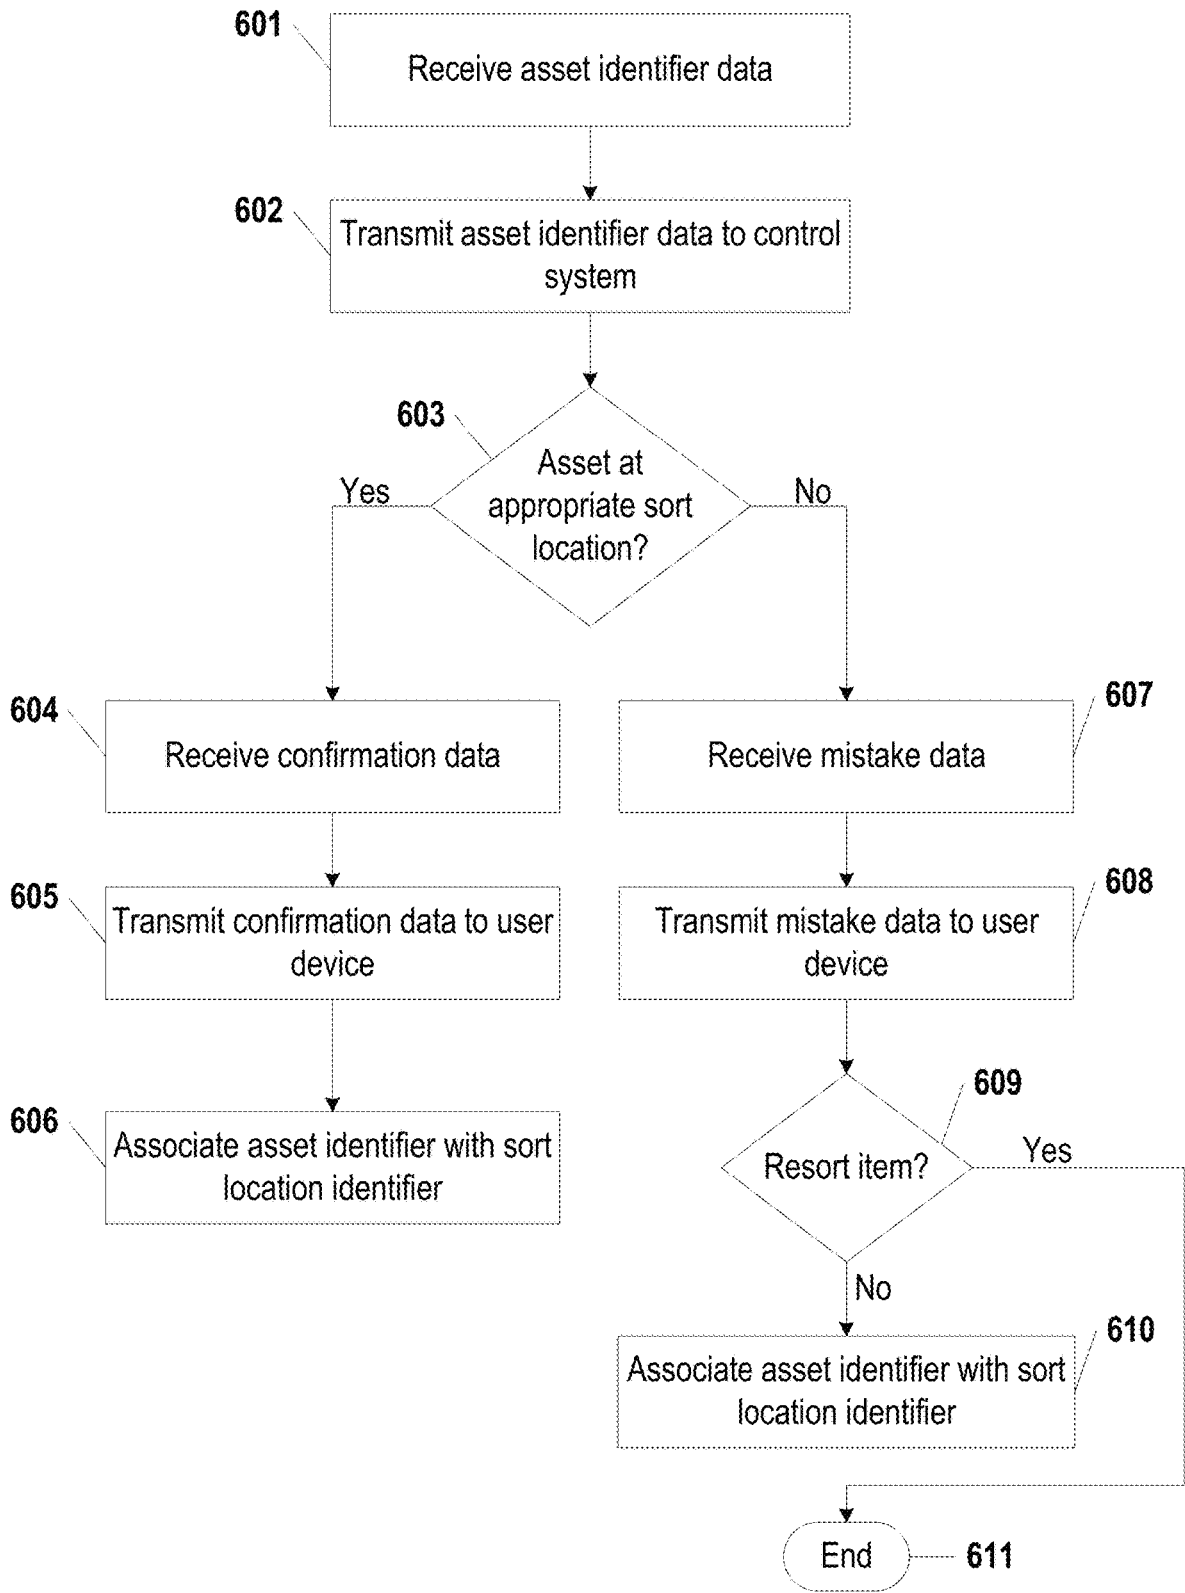 601
Receive asset identifier data
602
Transmit asset identifier data to control
system
603
Asset at
appropriate sort
location?
Yes
No
604
Receive confirmation data
607
Receive mistake data
605
Transmit confirmation data to user
device
608
Transmit mistake data to user
device
606
Associate asset identifier with sort
location identifier
609
Resort item?
Yes
No
610
Associate asset identifier with sort
location identifier
End
611